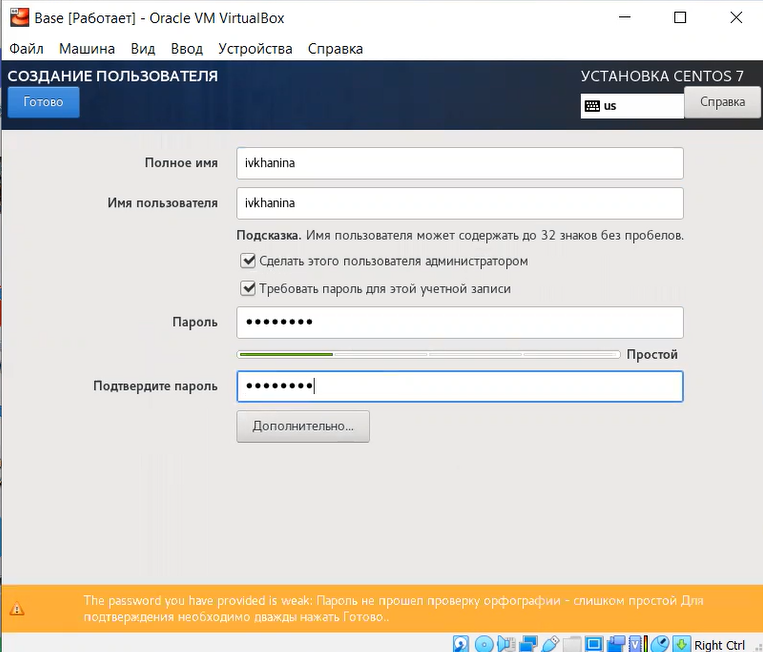 Base [Работает] - Oracle VM VirtualBox
Файл Машина Вид Ввод Устройства Справка
СОЗДАНИЕ ПОЛЬЗОВАТЕЛЯ
УСТАНОВКА CENTOS 7
Готово
us
Справка
Полное имя
ivkhanina
Имя пользователя
ivkhanina
Подсказка. Имя пользователя может содержать до 32 знаков без пробелов.
Сделать этого пользователя администратором
Требовать пароль для этой учетной записи
Пароль
●●●●●●●●
Простой
Подтвердите пароль
●●●●●●●●
Дополнительно...
The password you have provided is weak: Пароль не прошел проверку орфографии - слишком простой Для
подтверждения необходимо дважды нажать Готово..
Right Ctrl